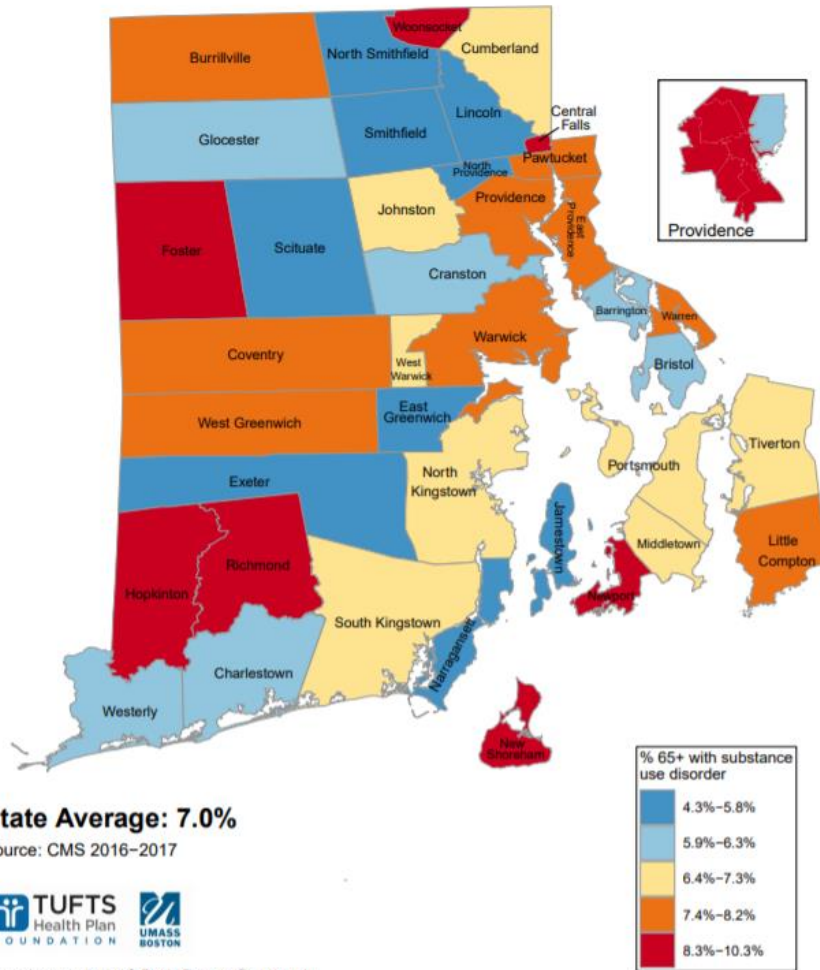 Woonsocket
Burrillville
North Smithfield
Cumberland
Lincoln
Central
Falls
Glocester
Smithfield
Pawtucket
North
Providence
Providence
Johnston
East
Providence
Foster
Scituate
Cranston
Barrington
Warren
Coventry
West
Warwick
Warwick
Bristol
West Greenwich
East
Greenwich
Exeter
North
Kingstown
Portsmouth
Tiverton
Jamestown
Middletown
Little
Compton
Hopkinton
Richmond
Newport
South Kingstown
Narragansett
Charlestown
Westerly
New
Shoreham
Providence
% 65+ with substance
use disorder
4.3%–5.8%
5.9%–6.3%
6.4%–7.3%
7.4%–8.2%
8.3%–10.3%
tate Average: 7.0%
ource: CMS 2016–2017
TUFTS
Health Plan
FOUNDATION
UMASS
BOSTON